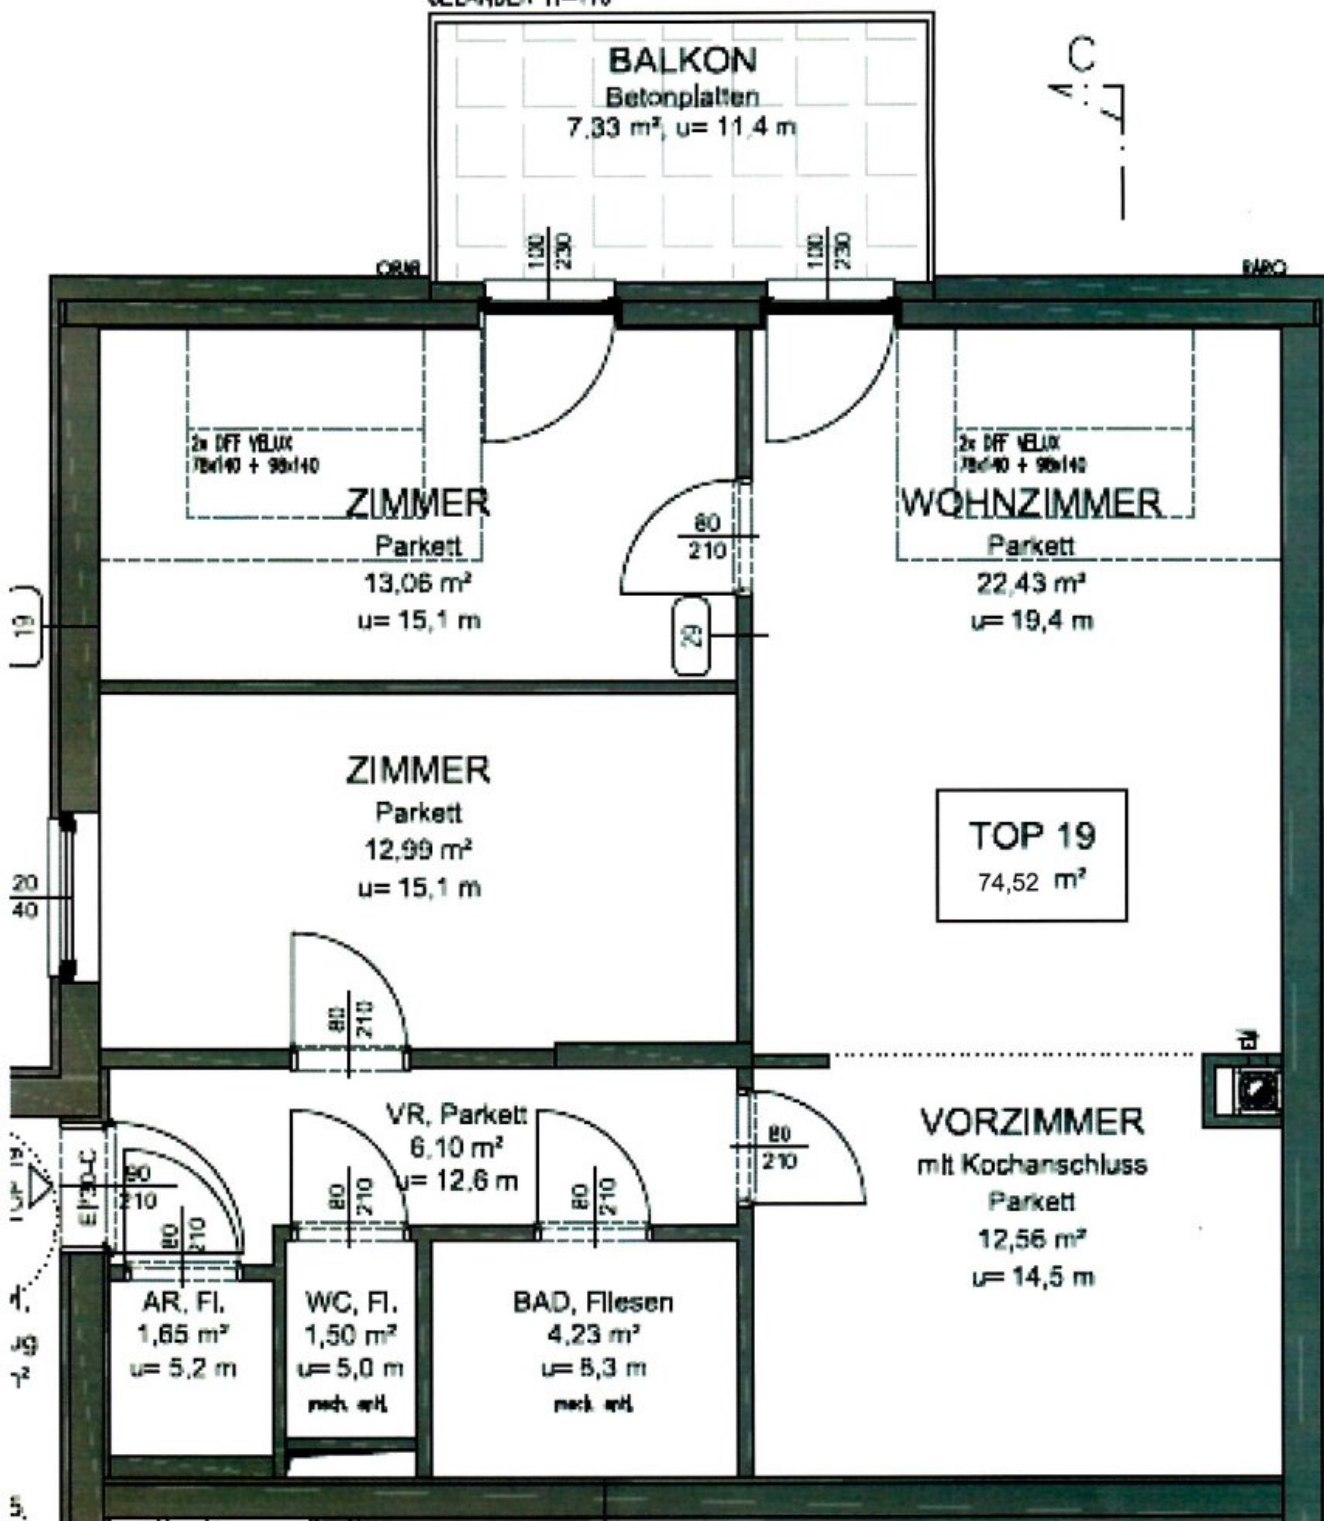 BALKON
Betonplatten
7,33 m², u= 11,4 m
C
100
230
100
230
2x DFF VELUX
78x140 + 98x140
ZIMMER
Parkett
13,06 m²
u= 15,1 m
80
210
2x DFF VELUX
78x140 + 98x140
WOHNZIMMER
Parkett
22,43 m²
u= 19,4 m
19
29
ZIMMER
Parkett
12,99 m²
u= 15,1 m
TOP 19
74,52 m²
20
40
80
210
VR, Parkett
6,10 m²
u= 12,6 m
80
210
VORZIMMER
mit Kochanschluss
Parkett
12,56 m²
u= 14,5 m
EI²30-C
90
210
80
210
80
210
80
210
AR, Fl.
1,65 m²
u= 5,2 m
WC, Fl.
1,50 m²
u= 5,0 m
mech. entl.
BAD, Fliesen
4,23 m²
u= 8,3 m
mech. entl.